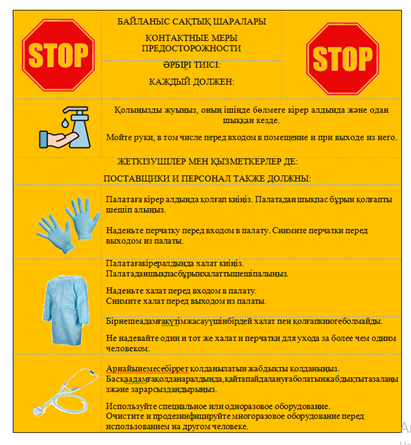 STOP
БАЙЛАНЫС САҚТЫҚ ШАРАЛАРЫ
КОНТАКТНЫЕ МЕРЫ
ПРЕДОСТОРОЖНОСТИ
ӘРБІРІ ТИІСІ:
КАЖДЫЙ ДОЛЖЕН:
STOP
Қолыңызды жуыңыз, оның ішінде бөлмеге кірер алдында және одан
шыққан кезде.
Мойте руки, в том числе перед входом в помещение и при выходе из него.
ЖЕТКІЗУШІЛЕР МЕН ҚЫЗМЕТКЕРЛЕР ДЕ:
ПОСТАВЩИКИ И ПЕРСОНАЛ ТАКЖЕ ДОЛЖНЫ:
Палатаға кірер алдында қолғап киіңіз. Палатадан шықпас бұрын қолғапты
шешіп алыңыз.
Наденьте перчатку перед входом в палату. Снимите перчатки перед
выходом из палаты.
Палатағакірералдында халат киіңіз.
Палатаданшықпасбұрынхалаттышешіпалыңыз.
Наденьте халат перед входом в палату.
Снимите халат перед выходом из палаты.
Бірнешеадамғакүтімжасауүшінбірдей халат пен қолғапкиюгеболмайды.
Не надевайте один и тот же халат и перчатки для ухода за более чем одним
человеком.
Арнайынемесебіррет қолданылатын жабдықты қолданыңыз.
Басқаадамғақолданаралдында,қайтапайдалануғаболатынжабдықтытазалаңы
зжәне зарарсыздандырыңыз.
Используйте специальное или одноразовое оборудование.
Очистите и продезинфицируйте многоразовое оборудование перед
использованием на другом человеке.